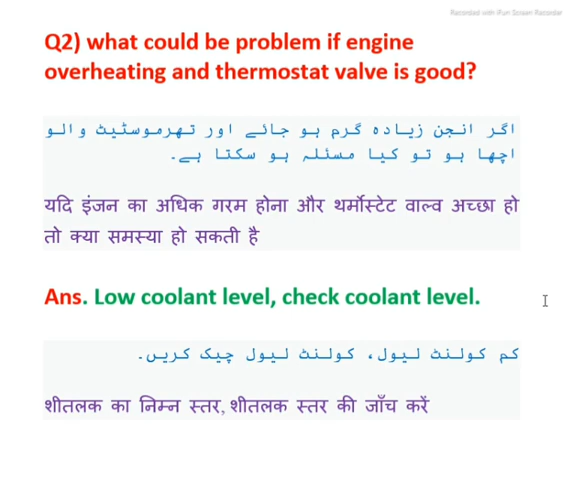 Recorded with iFun Screen Recorder
Q2) what could be problem if engine
overheating and thermostat valve is good?
اگر انجن زیادہ گرم ہو جائے اور تھرموسٹیٹ والو
اچھا ہو تو کیا مسئلہ ہو سکتا ہے۔
यदि इंजन का अधिक गरम होना और थर्मोस्टेट वाल्व अच्छा हो
तो क्या समस्या हो सकती है
Ans. Low coolant level, check coolant level.
کم کولنٹ لیول، کولنٹ لیول چیک کریں۔
शीतलक का निम्न स्तर, शीतलक स्तर की जाँच करें